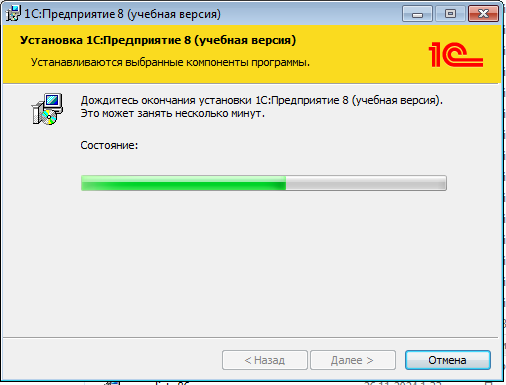 1С:Предприятие 8 (учебная версия)
Установка 1С:Предприятие 8 (учебная версия)
Устанавливаются выбранные компоненты программы.
1С
Дождитесь окончания установки 1С:Предприятие 8 (учебная версия).
Это может занять несколько минут.
Состояние:
< Назад Далее > Отмена